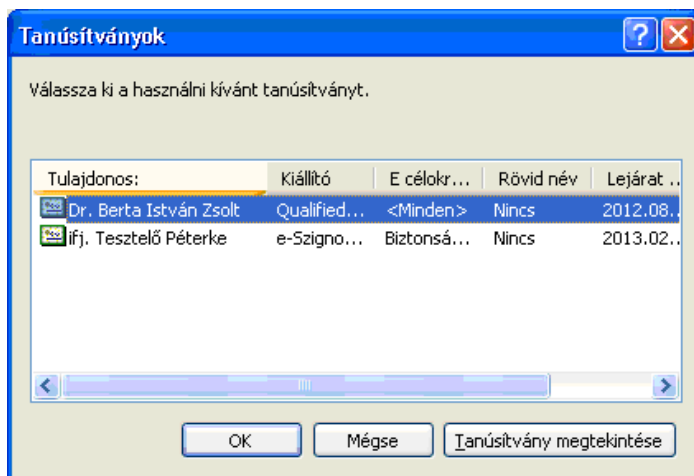 Tanúsítványok
Válassza ki a használni kívánt tanúsítványt.
Tulajdonos: Kiállító E célokr... Rövid név Lejárat ..
Dr. Berta István Zsolt Qualified... <Minden> Nincs 2012.08..
ifj. Tesztelő Péterke e-Szigno... Biztonsá... Nincs 2013.02..
OK Mégse Tanúsítvány megtekintése